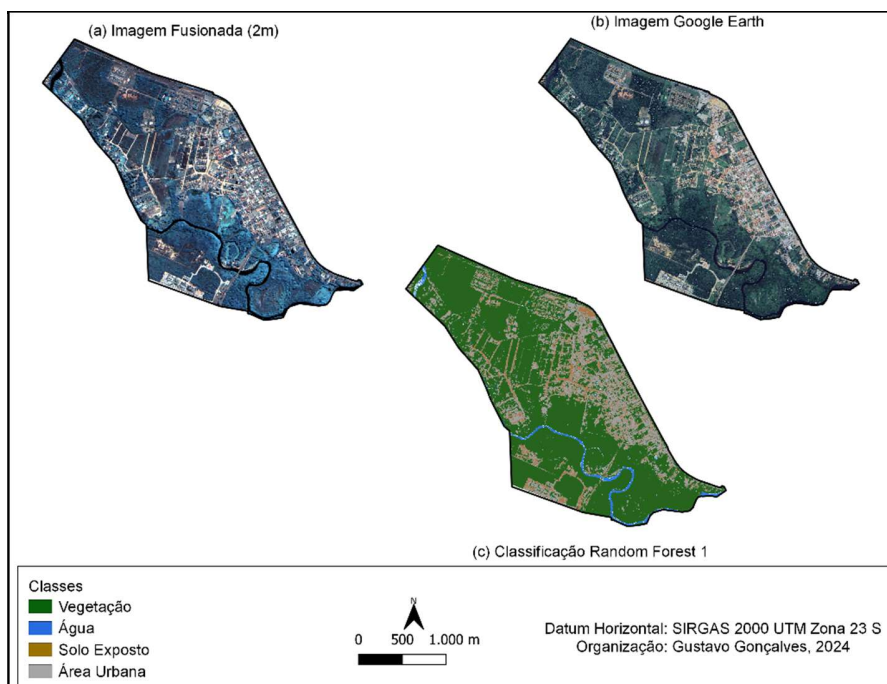 (a) Imagem Fusionada (2m)
(b) Imagem Google Earth
(c) Classificação Random Forest 1
Classes
Vegetação
Água
Solo Exposto
Área Urbana
N
0 500 1.000 m
Datum Horizontal: SIRGAS 2000 UTM Zona 23 S
Organização: Gustavo Gonçalves, 2024